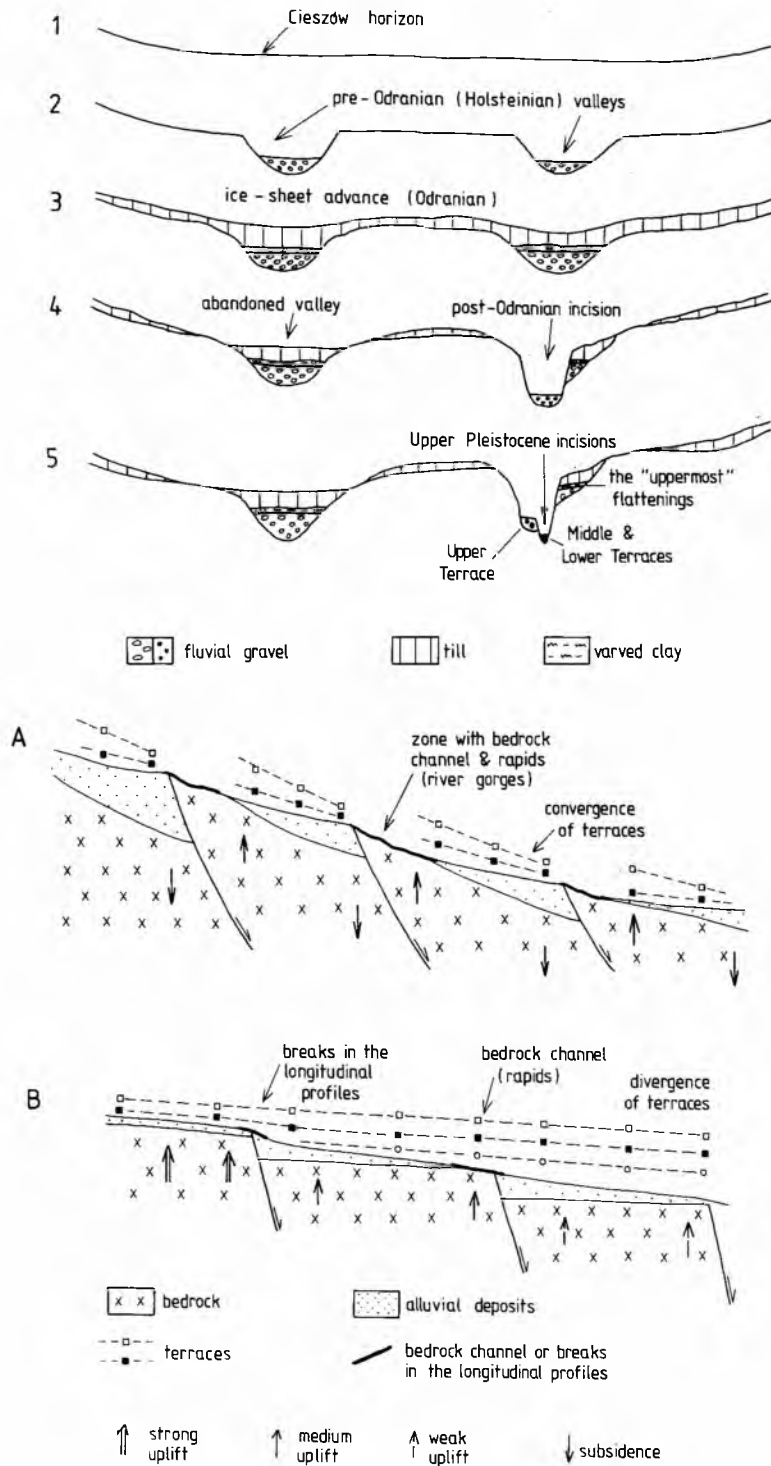 1
Cieszów horizon
2
pre-Odranian (Holsteinian) valleys
3
ice-sheet advance (Odranian)
4
abandoned valley
post-Odranian incision
5
Upper Pleistocene incisions
the "uppermost"
flattenings
Upper
Terrace
Middle &
Lower Terraces
fluvial gravel
till
varved clay
A
zone with bedrock
channel & rapids
(river gorges)
convergence
of terraces
B
breaks in the
longitudinal
profiles
bedrock channel
(rapids)
divergence
of terraces
bedrock
alluvial deposits
terraces
bedrock channel or breaks
in the longitudinal profiles
strong
uplift
medium
uplift
weak
uplift
subsidence